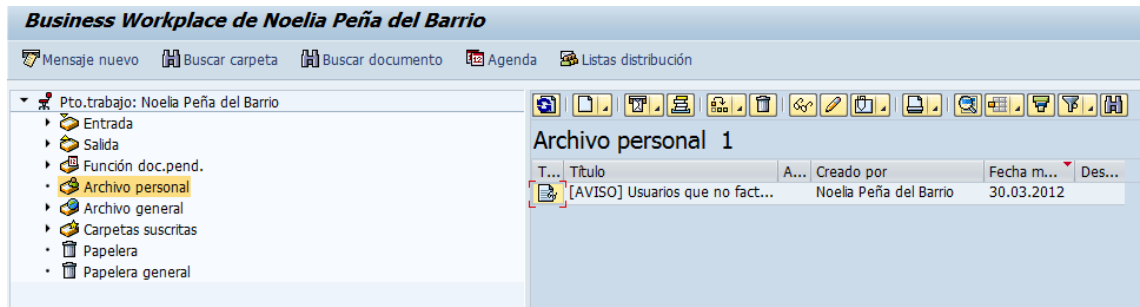 Business Workplace de Noelia Peña del Barrio
Mensaje nuevo Buscar carpeta Buscar documento Agenda Listas distribución
Pto.trabajo: Noelia Peña del Barrio
Entrada
Salida
Función doc.pend.
Archivo personal
Archivo general
Carpetas suscritas
Papelera
Papelera general
Archivo personal 1
T... Título A... Creado por Fecha m... Des...
[AVISO] Usuarios que no fact... Noelia Peña del Barrio 30.03.2012